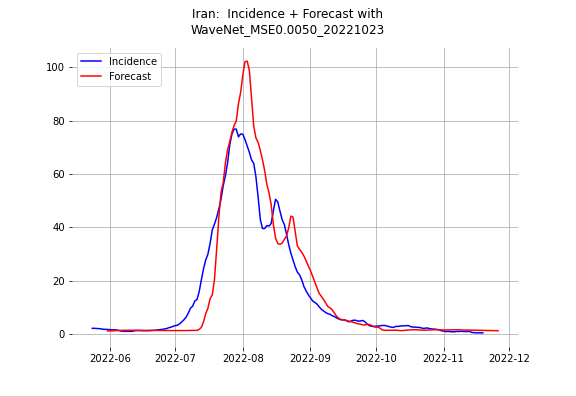 Iran:  Incidence + Forecast with
WaveNet_MSE0.0050_20221023
Incidence
Forecast
100
80
60
40
20
0
2022-06 2022-07 2022-08 2022-09 2022-10 2022-11 2022-12